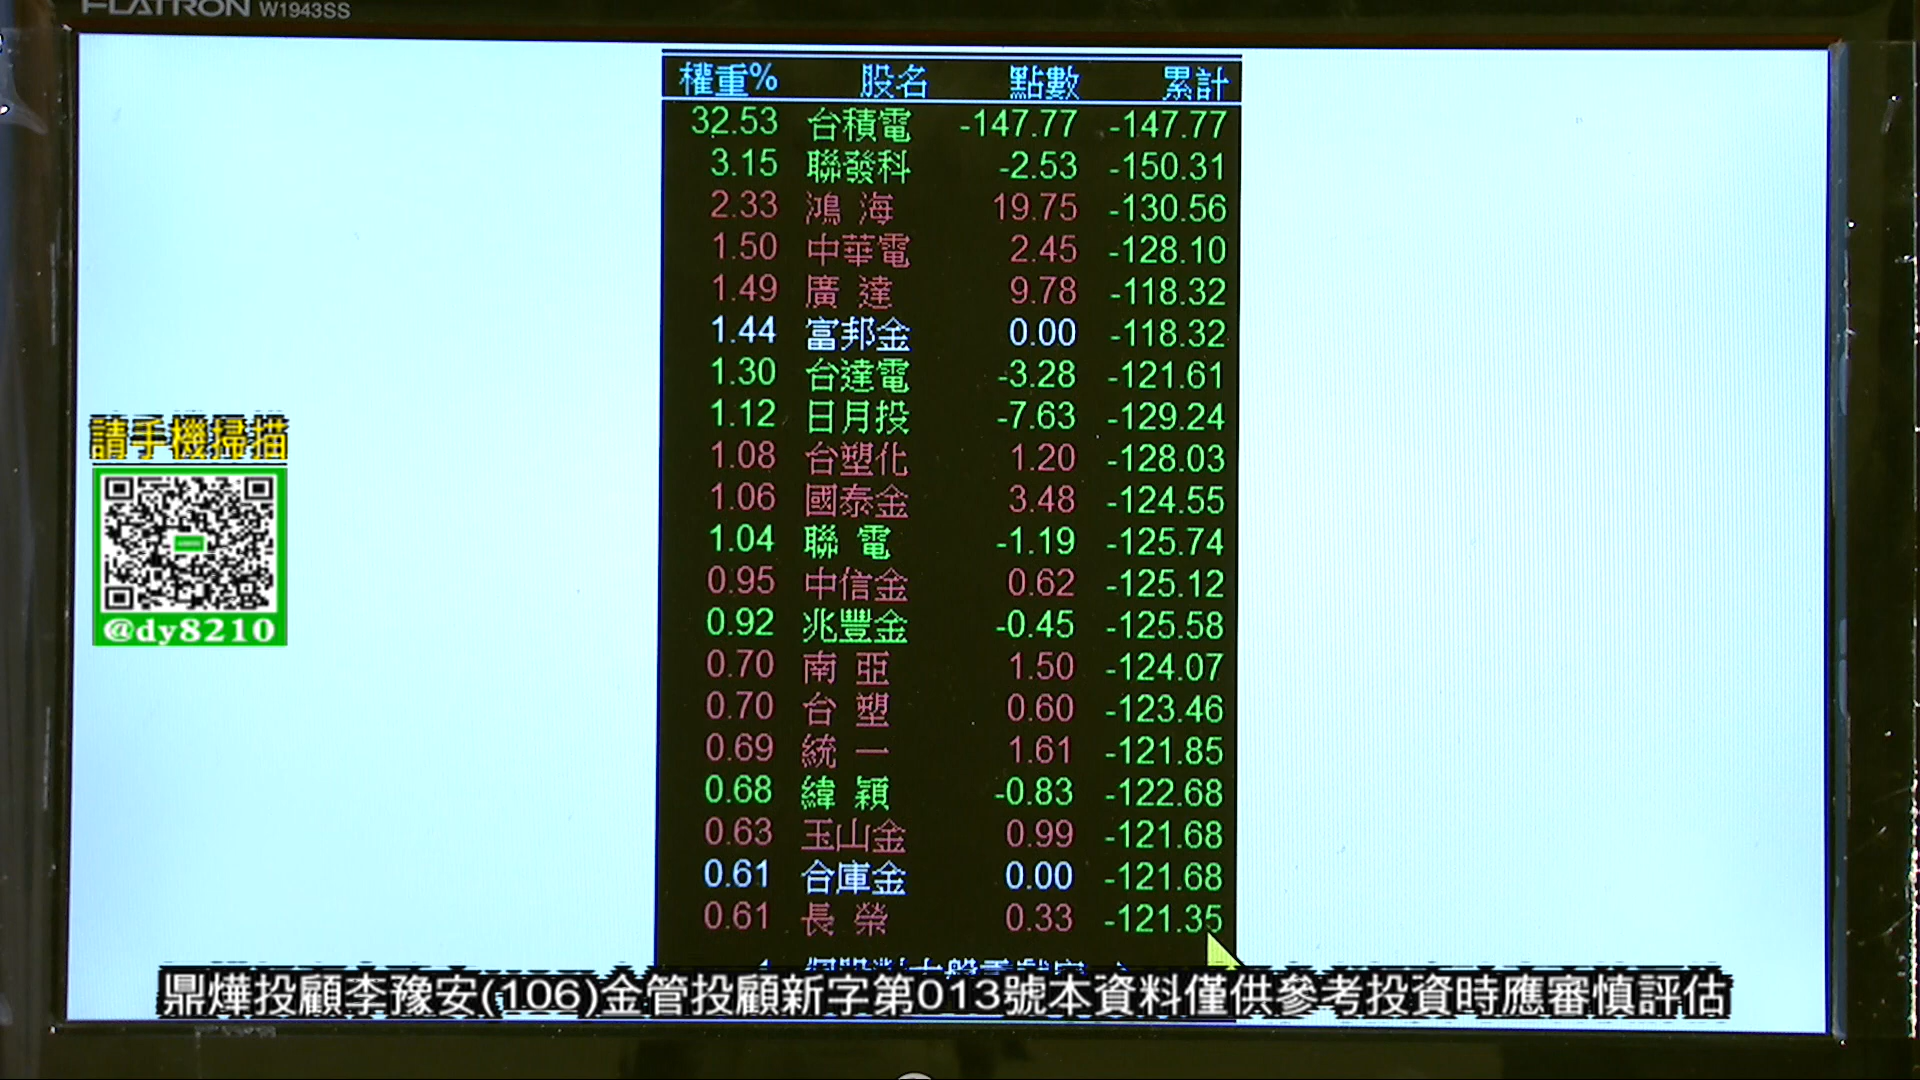 FLATRON W1943SS
權重% 股名 點數 累計
32.53 台積電 -147.77 -147.77
3.15 聯發科 -2.53 -150.31
2.33 鴻 海 19.75 -130.56
1.50 中華電 2.45 -128.10
1.49 廣 達 9.78 -118.32
1.44 富邦金 0.00 -118.32
1.30 台達電 -3.28 -121.61
1.12 日月投 -7.63 -129.24
1.08 台塑化 1.20 -128.03
1.06 國泰金 3.48 -124.55
1.04 聯 電 -1.19 -125.74
0.95 中信金 0.62 -125.12
0.92 兆豐金 -0.45 -125.58
0.70 南 亞 1.50 -124.07
0.70 台 塑 0.60 -123.46
0.69 統 一 1.61 -121.85
0.68 緯 穎 -0.83 -122.68
0.63 玉山金 0.99 -121.68
0.61 合庫金 0.00 -121.68
0.61 長 榮 0.33 -121.35
請手機掃描
@dy8210
鼎燁投顧李豫安(106)金管投顧新字第013號本資料僅供參考投資時應審慎評估